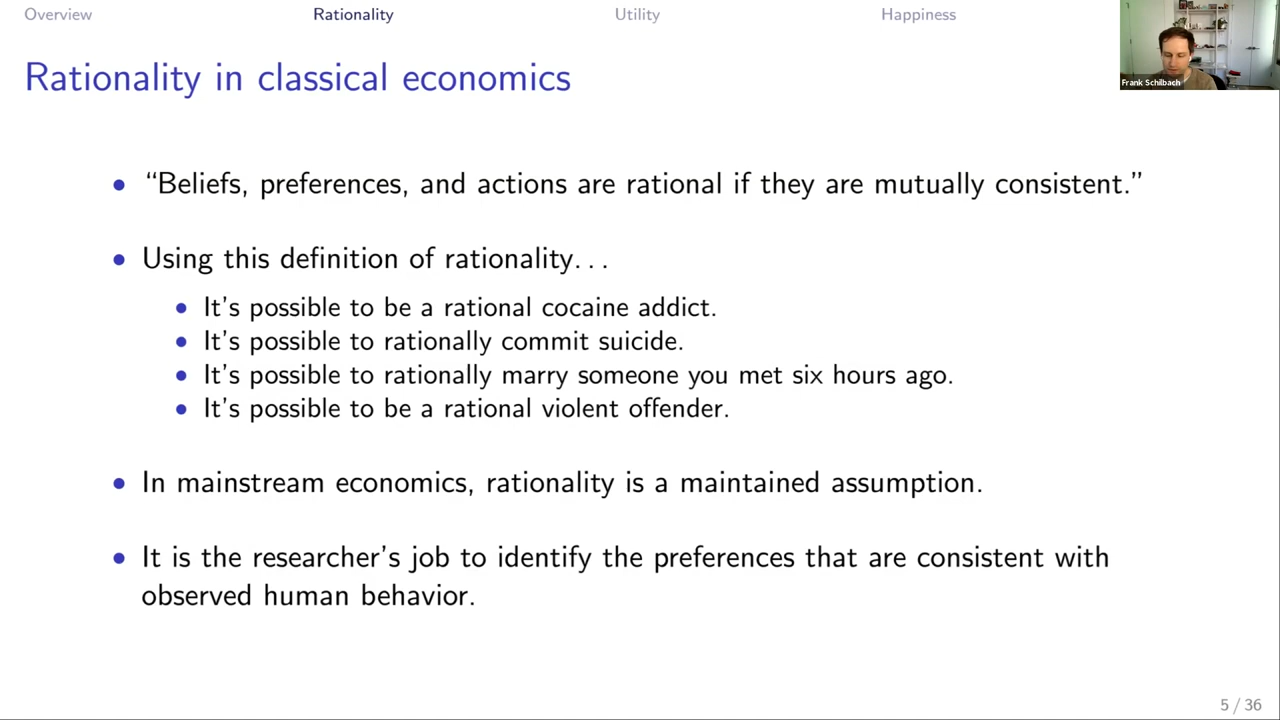 Overview Rationality Utility Happiness
Frank Schilbach
Rationality in classical economics
• “Beliefs, preferences, and actions are rational if they are mutually consistent.”
• Using this definition of rationality. . .
• It’s possible to be a rational cocaine addict.
• It’s possible to rationally commit suicide.
• It’s possible to rationally marry someone you met six hours ago.
• It’s possible to be a rational violent offender.
• In mainstream economics, rationality is a maintained assumption.
• It is the researcher’s job to identify the preferences that are consistent with
observed human behavior.
5 / 36